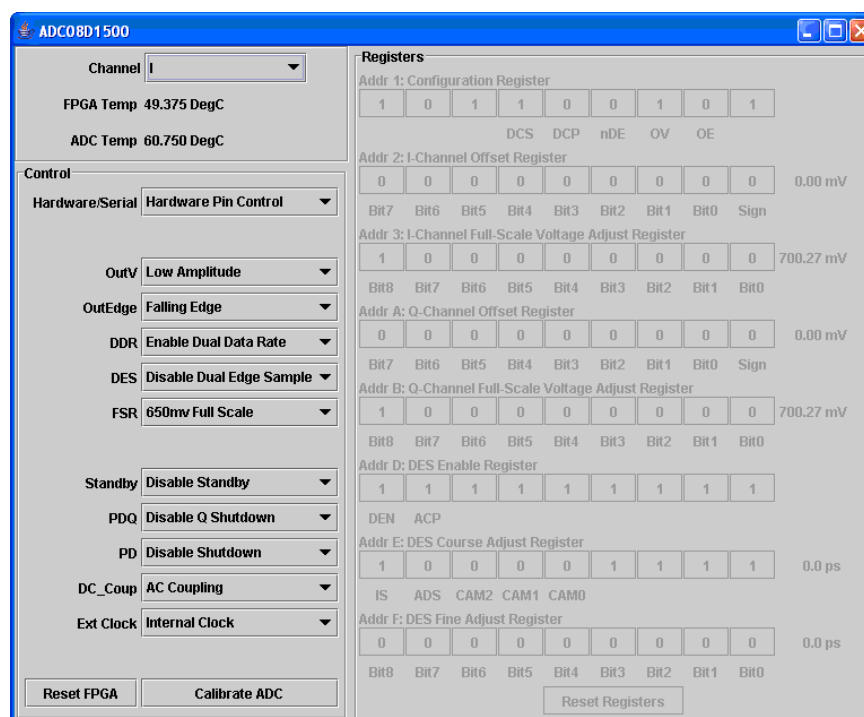 ADC08D1500
Channel I
FPGA Temp 49.375 DegC
ADC Temp 60.750 DegC
Control
Hardware/Serial Hardware Pin Control
OutV Low Amplitude
OutEdge Falling Edge
DDR Enable Dual Data Rate
DES Disable Dual Edge Sample
FSR 650mv Full Scale
Standby Disable Standby
PDQ Disable Q Shutdown
PD Disable Shutdown
DC_Coup AC Coupling
Ext Clock Internal Clock
Reset FPGA Calibrate ADC
Registers
Addr 1: Configuration Register
1 0 1 1 0 0 1 0 1
DCS DCP nDE OV OE
Addr 2: I-Channel Offset Register
0 0 0 0 0 0 0 0 0 0.00 mV
Bit7 Bit6 Bit5 Bit4 Bit3 Bit2 Bit1 Bit0 Sign
Addr 3: I-Channel Full-Scale Voltage Adjust Register
1 0 0 0 0 0 0 0 0 700.27 mV
Bit8 Bit7 Bit6 Bit5 Bit4 Bit3 Bit2 Bit1 Bit0
Addr A: Q-Channel Offset Register
0 0 0 0 0 0 0 0 0 0.00 mV
Bit7 Bit6 Bit5 Bit4 Bit3 Bit2 Bit1 Bit0 Sign
Addr B: Q-Channel Full-Scale Voltage Adjust Register
1 0 0 0 0 0 0 0 0 700.27 mV
Bit8 Bit7 Bit6 Bit5 Bit4 Bit3 Bit2 Bit1 Bit0
Addr D: DES Enable Register
1 1 1 1 1 1 1 1 1
DEN ACP
Addr E: DES Course Adjust Register
1 0 0 0 0 1 1 1 1 0.0 ps
IS ADS CAM2 CAM1 CAM0
Addr F: DES Fine Adjust Register
0 0 0 0 0 0 0 0 0 0.0 ps
Bit8 Bit7 Bit6 Bit5 Bit4 Bit3 Bit2 Bit1 Bit0
Reset Registers